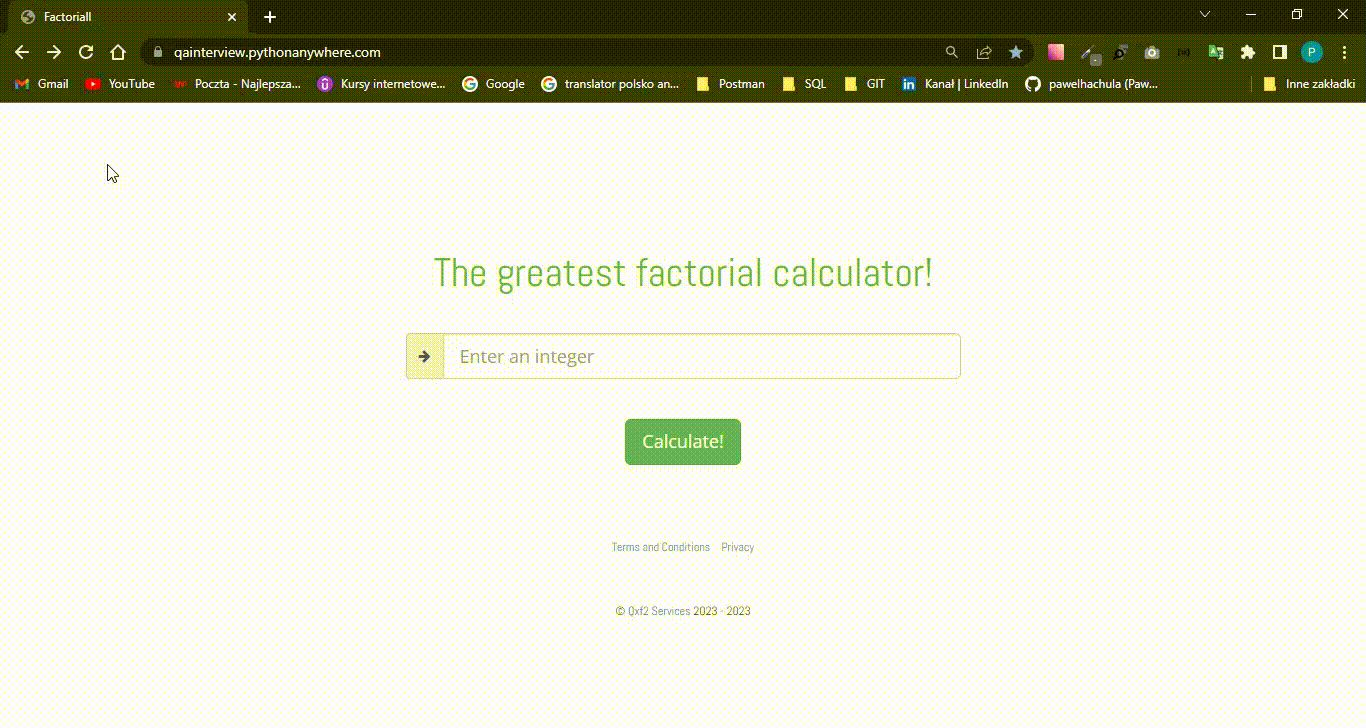 Factoriall
qainterview.pythonanywhere.com
P
Gmail YouTube Poczta - Najlepsza... Kursy internetowe... Google translator polsko an... Postman SQL GIT Kanał | LinkedIn pawelhachula (Paw... Inne zakładki
The greatest factorial calculator!
Enter an integer
Calculate!
Terms and Conditions Privacy
© Qxf2 Services 2023 - 2023